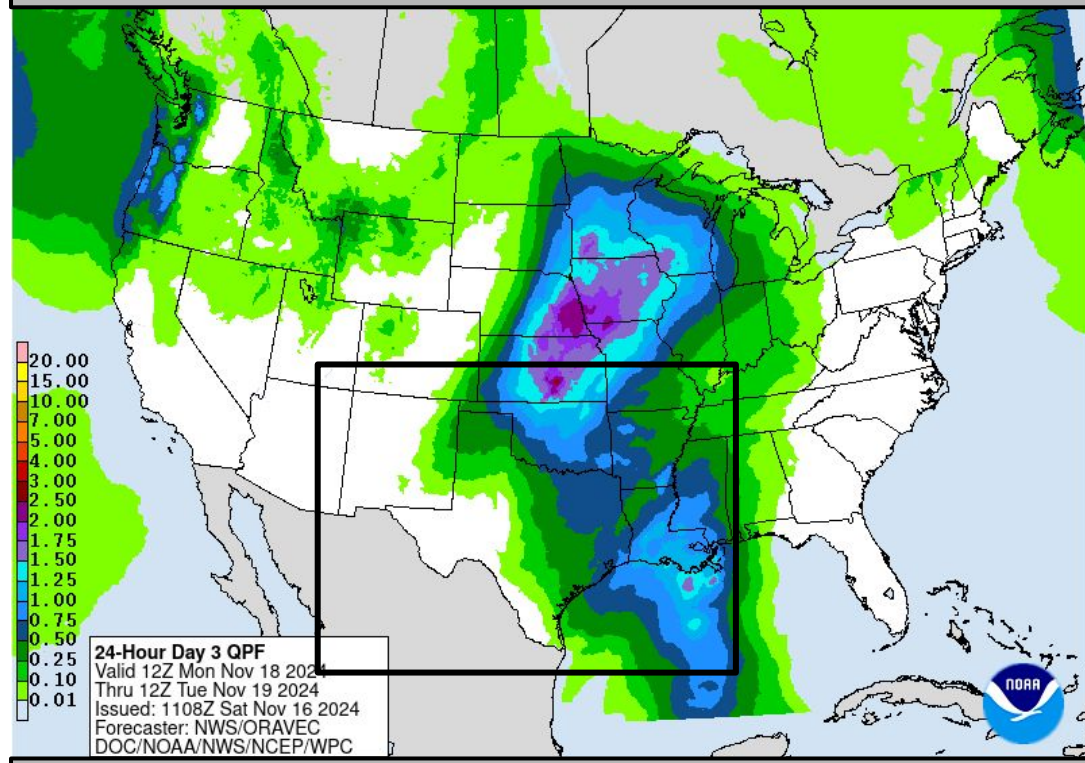 20.00
15.00
10.00
7.00
5.00
4.00
3.00
2.50
2.00
1.75
1.50
1.25
1.00
0.75
0.50
0.25
0.10
0.01
24-Hour Day 3 QPF
Valid 12Z Mon Nov 18 2024
Thru 12Z Tue Nov 19 2024
Issued: 1108Z Sat Nov 16 2024
Forecaster: NWS/ORAVEC
DOC/NOAA/NWS/NCEP/WPC
NOAA